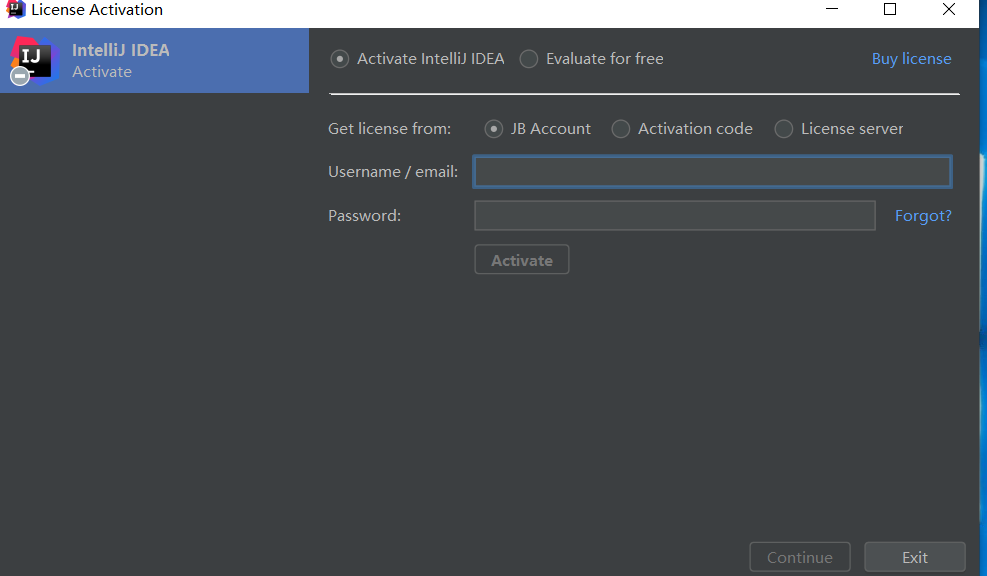 License Activation
IntelliJ IDEA
Activate
Activate IntelliJ IDEA Evaluate for free Buy license
Get license from: JB Account Activation code License server
Username / email:
Password: Forgot?
Activate
Continue Exit
IJ